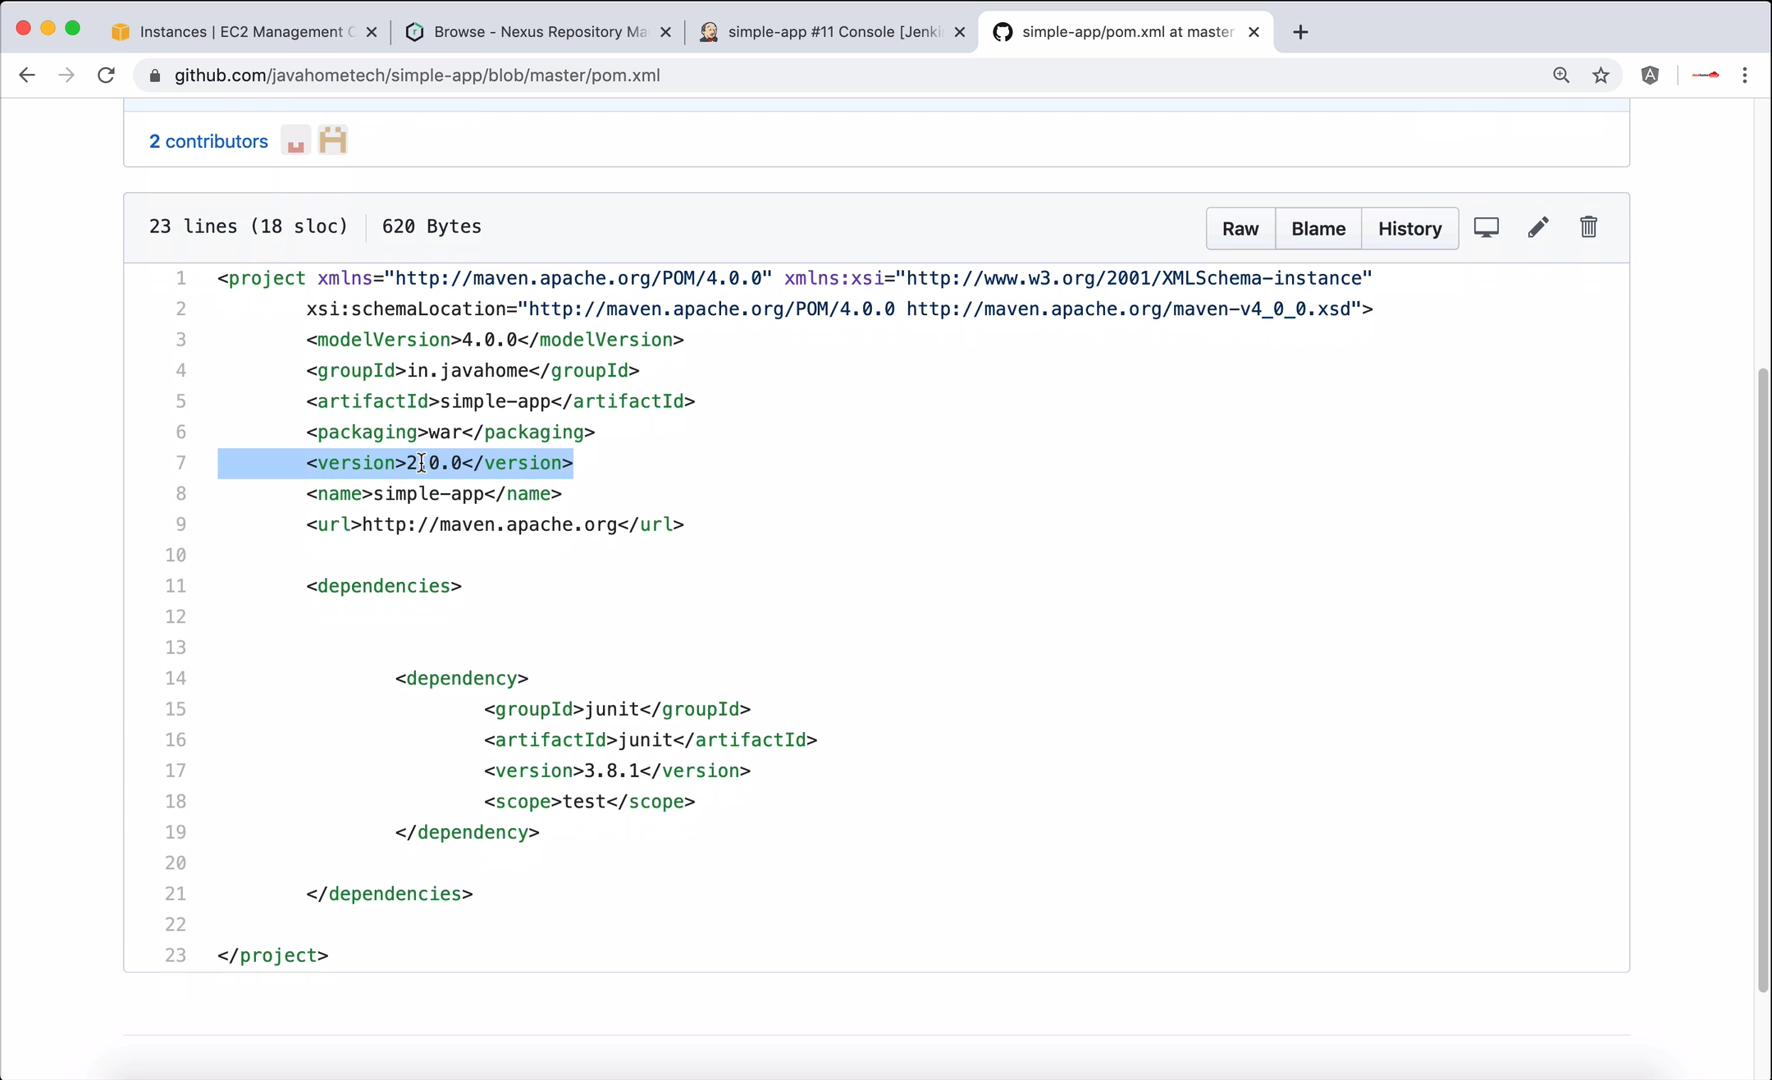 Instances | EC2 Management C
Browse - Nexus Repository Ma
simple-app #11 Console [Jenki
simple-app/pom.xml at master
github.com/javahometech/simple-app/blob/master/pom.xml
2 contributors
23 lines (18 sloc) 620 Bytes
Raw Blame History
1 <project xmlns="http://maven.apache.org/POM/4.0.0" xmlns:xsi="http://www.w3.org/2001/XMLSchema-instance"
2 xsi:schemaLocation="http://maven.apache.org/POM/4.0.0 http://maven.apache.org/maven-v4_0_0.xsd">
3 <modelVersion>4.0.0</modelVersion>
4 <groupId>in.javahome</groupId>
5 <artifactId>simple-app</artifactId>
6 <packaging>war</packaging>
7 <version>2.0.0</version>
8 <name>simple-app</name>
9 <url>http://maven.apache.org</url>
10
11 <dependencies>
12
13
14 <dependency>
15 <groupId>junit</groupId>
16 <artifactId>junit</artifactId>
17 <version>3.8.1</version>
18 <scope>test</scope>
19 </dependency>
20
21 </dependencies>
22
23 </project>